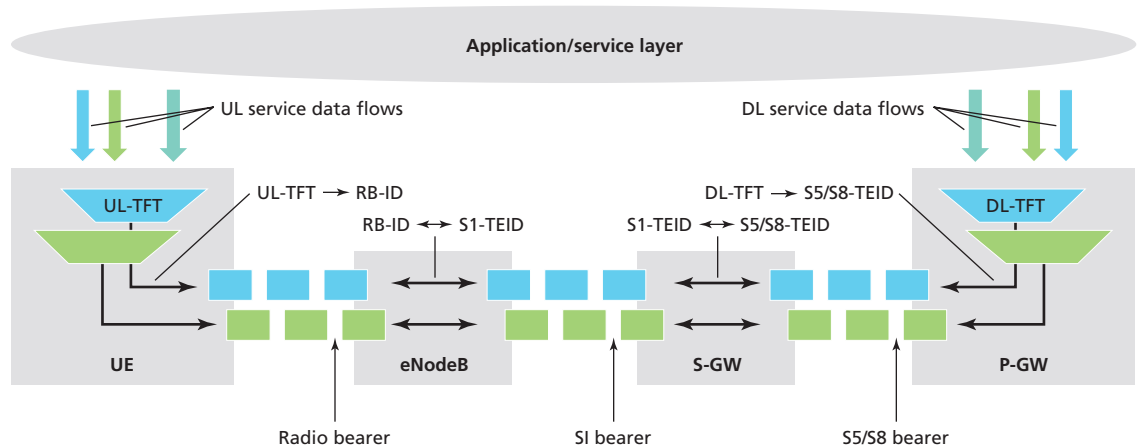 Application/service layer
UL service data flows
DL service data flows
UL-TFT
UL-TFT → RB-ID
DL-TFT → S5/S8-TEID
DL-TFT
RB-ID ↔ S1-TEID
S1-TEID ↔ S5/S8-TEID
UE
eNodeB
S-GW
P-GW
Radio bearer
SI bearer
S5/S8 bearer